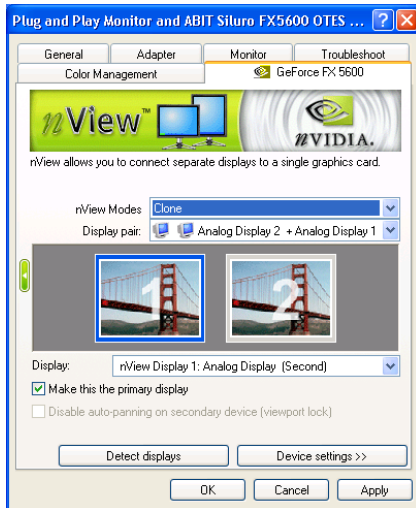 Plug and Play Monitor and ABIT Siluro FX5600 OTES ...
General Adapter Monitor Troubleshoot
Color Management GeForce FX 5600
nView™
nVIDIA.
nView allows you to connect separate displays to a single graphics card.
nView Modes Clone
Display pair: Analog Display 2 + Analog Display 1
1 2
Display: nView Display 1: Analog Display (Second)
Make this the primary display
Disable auto-panning on secondary device (viewport lock)
Detect displays Device settings >>
OK Cancel Apply